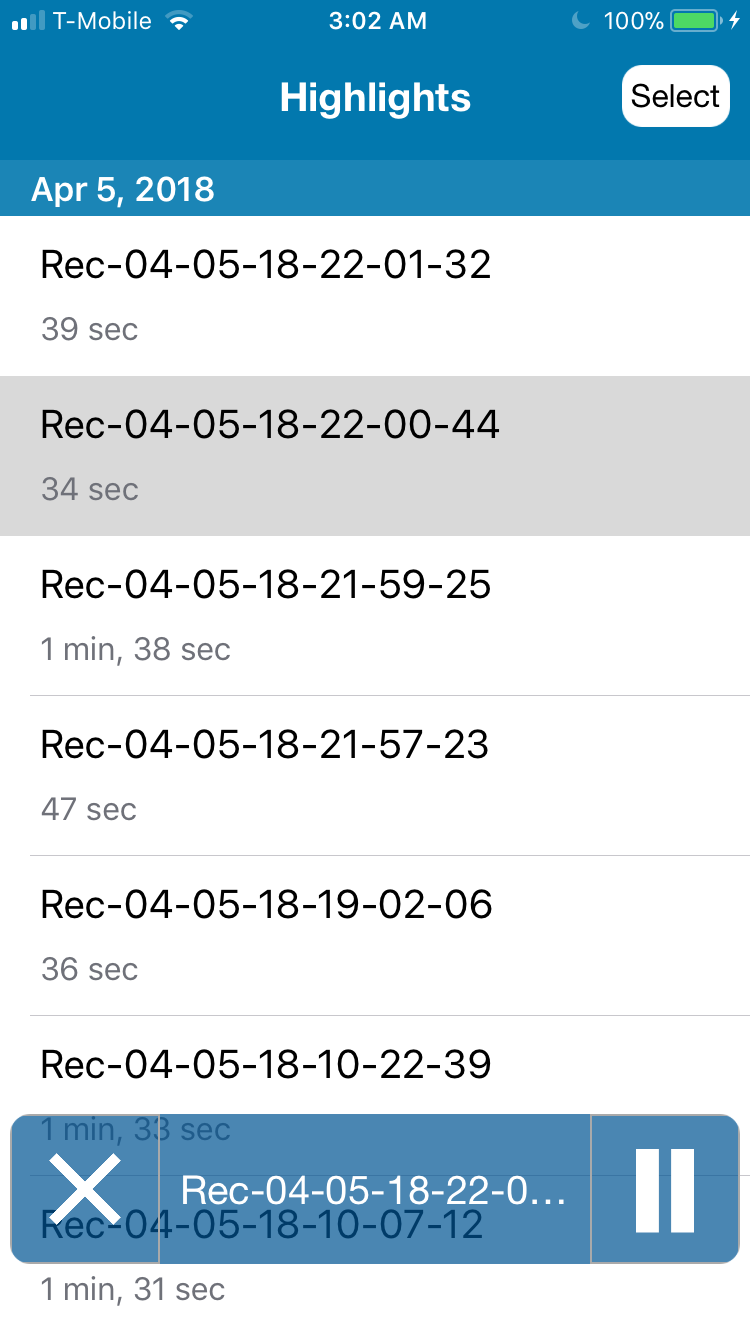 T-Mobile 3:02 AM 100%
Highlights
Select
Apr 5, 2018
Rec-04-05-18-22-01-32
39 sec
Rec-04-05-18-22-00-44
34 sec
Rec-04-05-18-21-59-25
1 min, 38 sec
Rec-04-05-18-21-57-23
47 sec
Rec-04-05-18-19-02-06
36 sec
Rec-04-05-18-10-22-39
1 min, 33 sec
Rec-04-05-18-22-0...
Rec-04-05-18-10-07-12
1 min, 31 sec